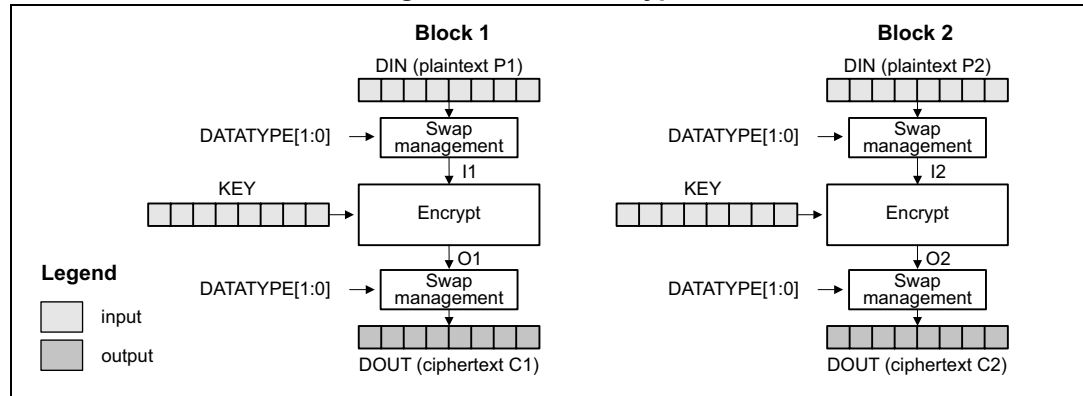 Block 1
DIN (plaintext P1)
DATATYPE[1:0]
Swap
management
I1
KEY
Encrypt
O1
DATATYPE[1:0]
Swap
management
DOUT (ciphertext C1)
Block 2
DIN (plaintext P2)
DATATYPE[1:0]
Swap
management
I2
KEY
Encrypt
O2
DATATYPE[1:0]
Swap
management
DOUT (ciphertext C2)
Legend
input
output